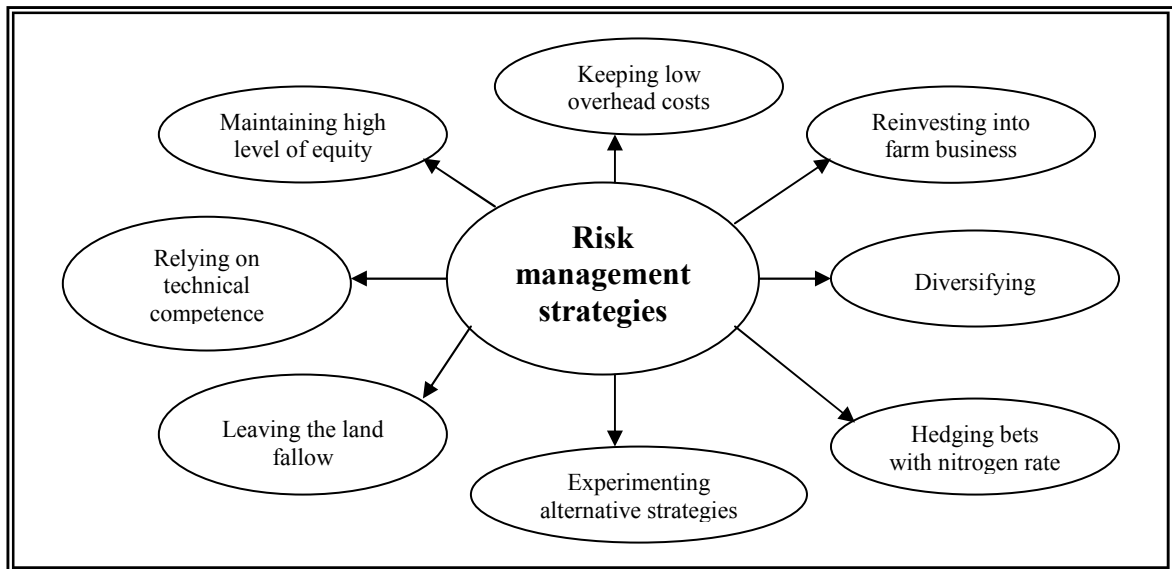 Keeping low
overhead costs
Maintaining high
level of equity
Reinvesting into
farm business
Risk
management
strategies
Relying on
technical
competence
Diversifying
Leaving the land
fallow
Hedging bets
with nitrogen rate
Experimenting
alternative strategies